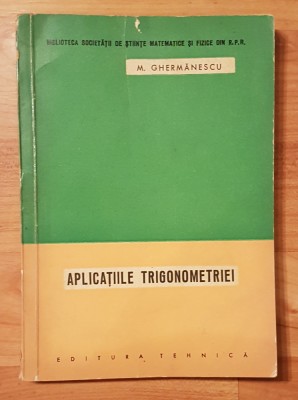 BIBLIOTECA SOCIETĂȚII DE ȘTIINȚE MATEMATICE ȘI FIZICE DIN R.P.R.
M. GHERMĂNESCU
APLICAȚIILE TRIGONOMETRIEI
EDITURA TEHNICĂ